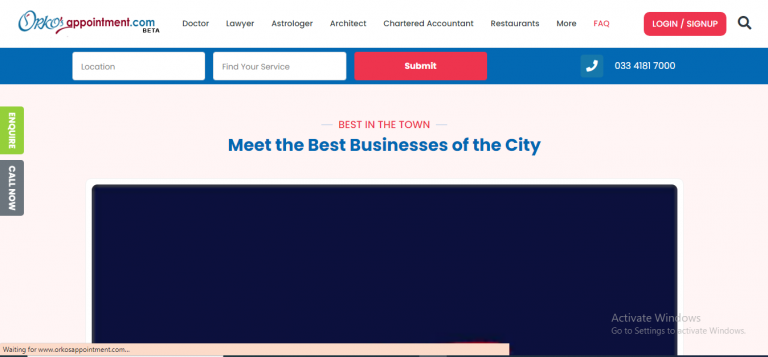 Orkos appointment.com
BETA
Doctor Lawyer Astrologer Architect Chartered Accountant Restaurants More FAQ
LOGIN / SIGNUP
Location
Find Your Service
Submit
033 4181 7000
ENQUIRE
CALL NOW
BEST IN THE TOWN
Meet the Best Businesses of the City
Activate Windows
Go to Settings to activate Windows.
Waiting for www.orkosappointment.com...